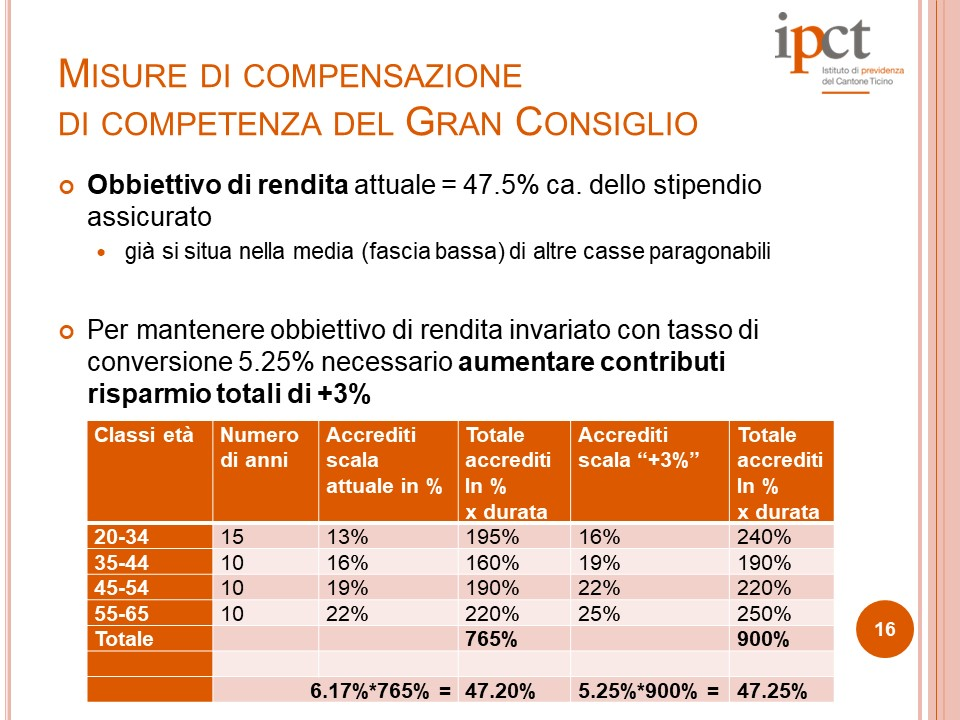 ipct
Istituto di previdenza
del Cantone Ticino
MISURE DI COMPENSAZIONE
DI COMPETENZA DEL GRAN CONSIGLIO
Obbiettivo di rendita attuale = 47.5% ca. dello stipendio
assicurato
già si situa nella media (fascia bassa) di altre casse paragonabili
Per mantenere obbiettivo di rendita invariato con tasso di
conversione 5.25% necessario aumentare contributi
risparmio totali di +3%
Classi età Numero di anni Accrediti scala attuale in % Totale accrediti In % x durata Accrediti scala “+3%” Totale accrediti In % x durata
20-34 15 13% 195% 16% 240%
35-44 10 16% 160% 19% 190%
45-54 10 19% 190% 22% 220%
55-65 10 22% 220% 25% 250%
Totale 765% 900%
6.17%*765% = 47.20% 5.25%*900% = 47.25%
16